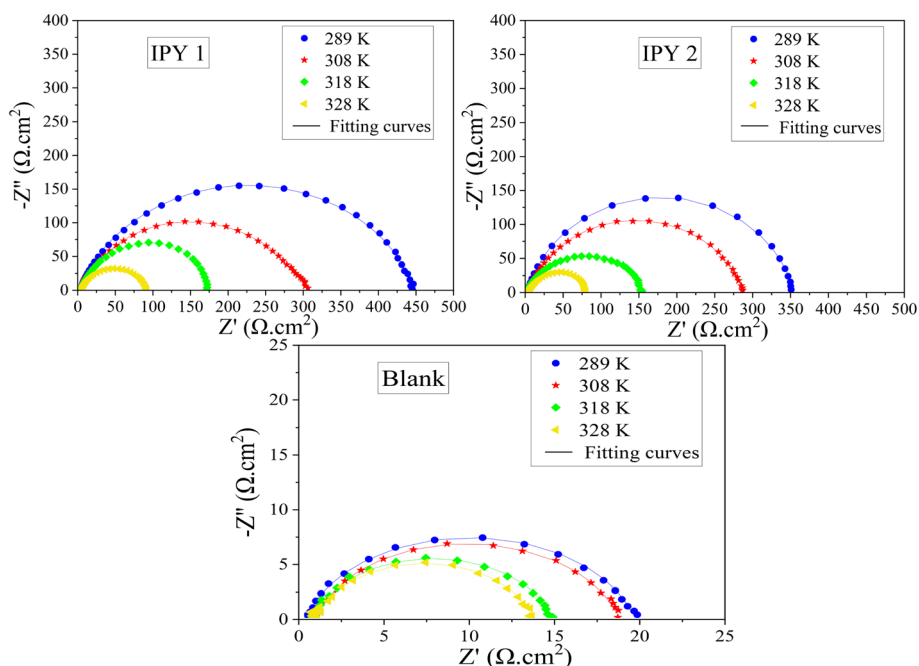 400
350
300
250
200
150
100
50
0
-Z'' (Ω.cm²)
IPY 1
289 K
308 K
318 K
328 K
Fitting curves
0 50 100 150 200 250 300 350 400 450 500
Z' (Ω.cm²)
400
350
300
250
200
150
100
50
0
-Z'' (Ω.cm²)
IPY 2
289 K
308 K
318 K
328 K
Fitting curves
0 50 100 150 200 250 300 350 400 450 500
Z' (Ω.cm²)
25
20
15
10
5
0
-Z'' (Ω.cm²)
Blank
289 K
308 K
318 K
328 K
Fitting curves
0 5 10 15 20 25
Z' (Ω.cm²)